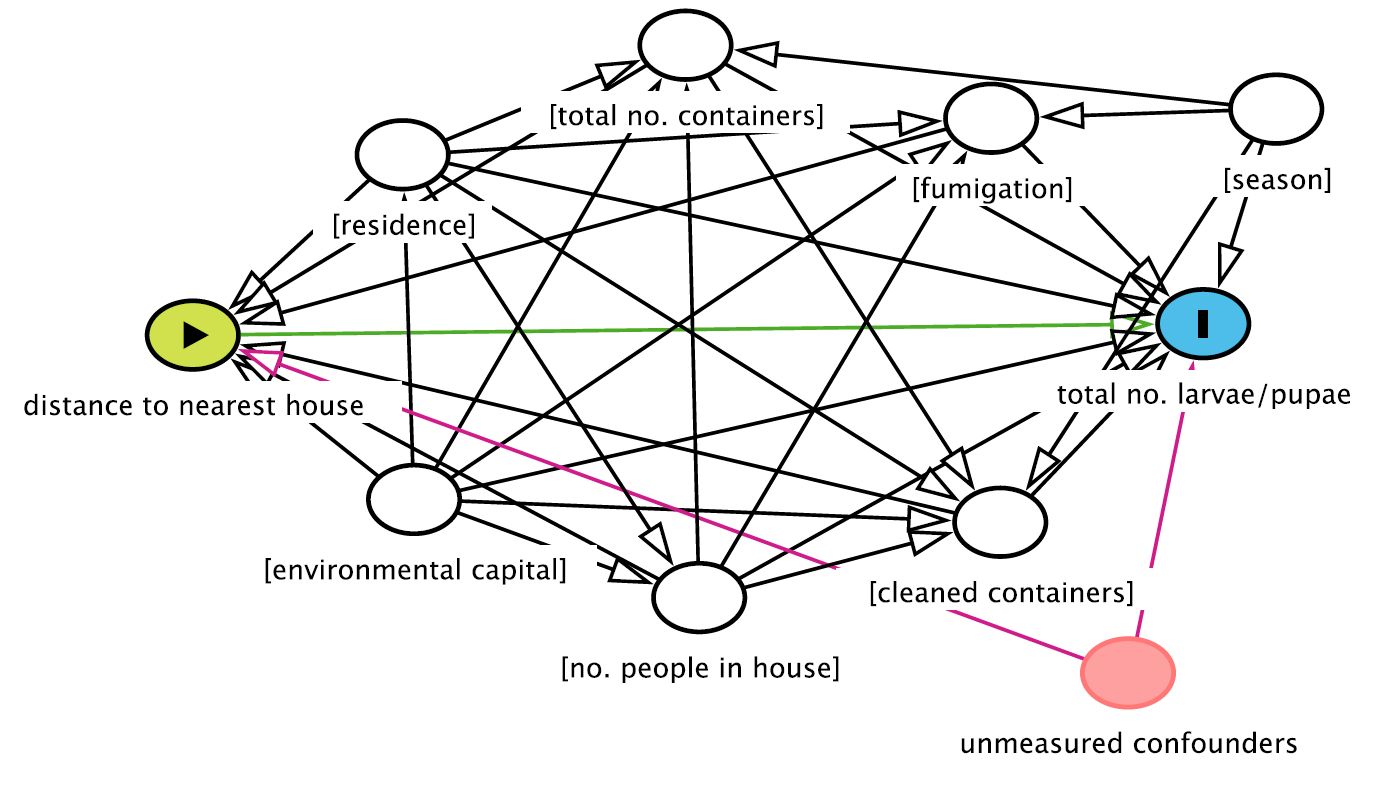 [total no. containers]
[fumigation]
[season]
[residence]
distance to nearest house
total no. larvae/pupae
[environmental capital]
[cleaned containers]
[no. people in house]
unmeasured confounders